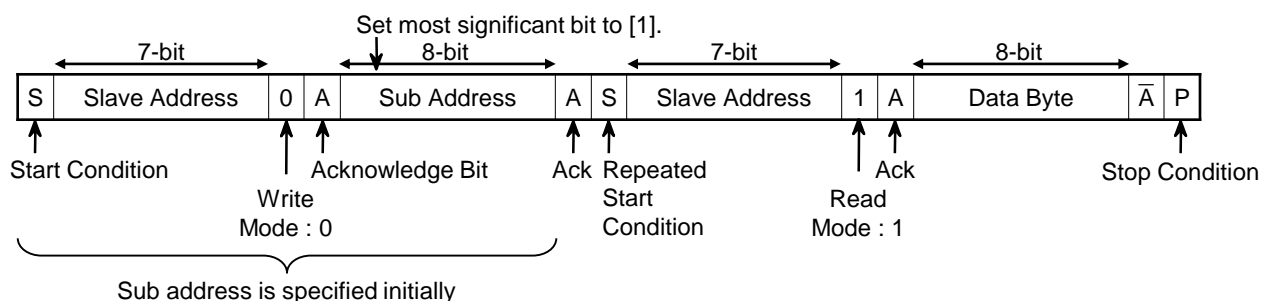 Set most significant bit to [1].
7-bit 8-bit 7-bit 8-bit
S Slave Address 0 A Sub Address A S Slave Address 1 A Data Byte A̅ P
Start Condition Acknowledge Bit Ack Repeated Ack Stop Condition
Write Start Read
Mode : 0 Condition Mode : 1
Sub address is specified initially